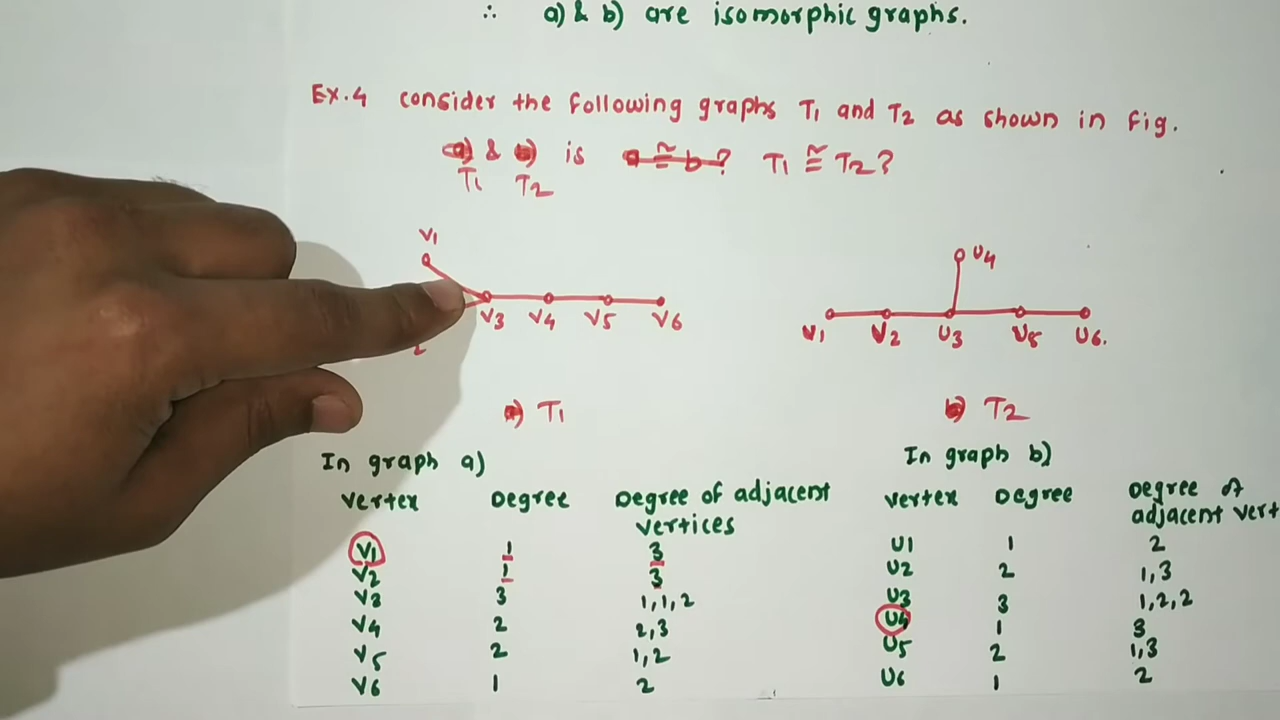 ∴ a) & b) are isomorphic graphs.
Ex.4 consider the following graphs T1 and T2 as shown in fig.
a) & b) is a ≅ b? T1 ≅ T2?
T1 T2
V1
V3 V4 V5 V6
2
U4
V1 V2 U3 U5 U6.
a) T1
b) T2
In graph a)
vertex Degree Degree of adjacent vertices
V1 1 3
V2 1 3
V3 3 1,1,2
V4 2 2,3
V5 2 1,2
V6 1 2
In graph b)
vertex Degree Degree of
adjacent vert
U1 1 2
U2 2 1,3
U3 3 1,2,2
U4 1 3
U5 2 1,3
U6 1 2